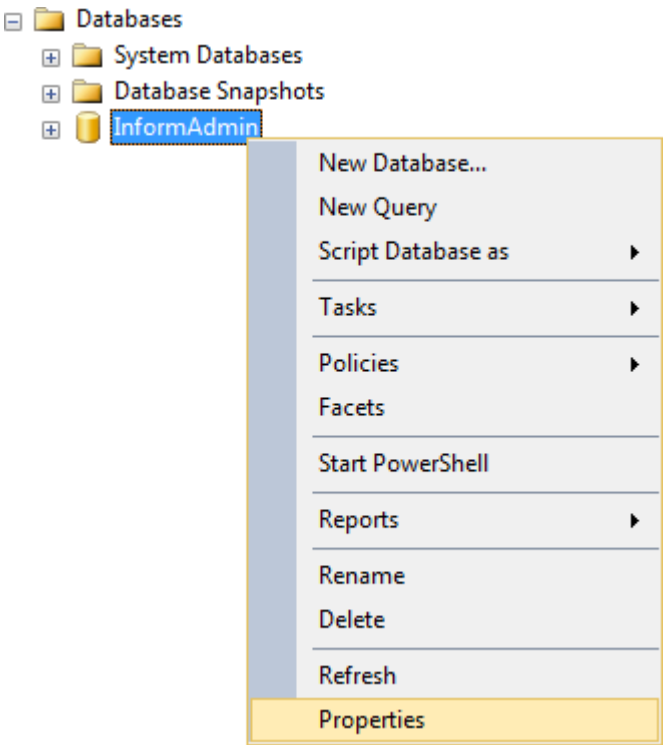 Databases
System Databases
Database Snapshots
InformAdmin
New Database...
New Query
Script Database as
Tasks
Policies
Facets
Start PowerShell
Reports
Rename
Delete
Refresh
Properties